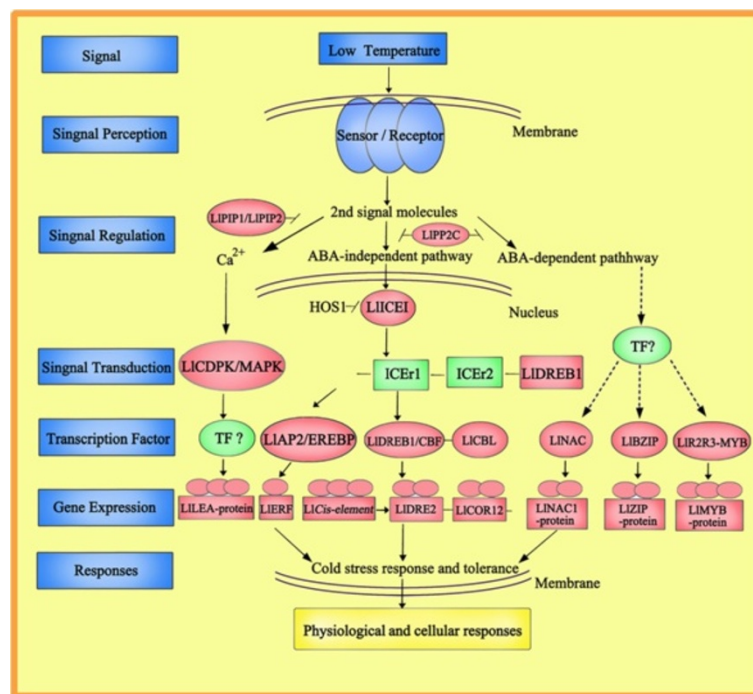 Signal
Low Temperature
Singnal Perception
Sensor / Receptor
Membrane
LlPIP1/LlPIP2
2nd signal molecules
Singnal Regulation
LlPP2C
Ca2+
ABA-independent pathway
ABA-dependent pathhway
HOS1
LlICE1
Nucleus
TF?
Singnal Transduction
LlCDPK/MAPK
ICEr1
ICEr2
LlDREB1
Transcription Factor
TF ?
LlAP2/EREBP
LlDREB1/CBF
LlCBL
LlNAC
LlBZIP
LlR2R3-MYB
Gene Expression
LlLEA-protein
LlERF
LlCis-element
LlDRE2
LlCOR12
LlNAC1
-protein
LlZIP
-protein
LlMYB
-protein
Responses
Cold stress response and tolerance
Membrane
Physiological and cellular responses